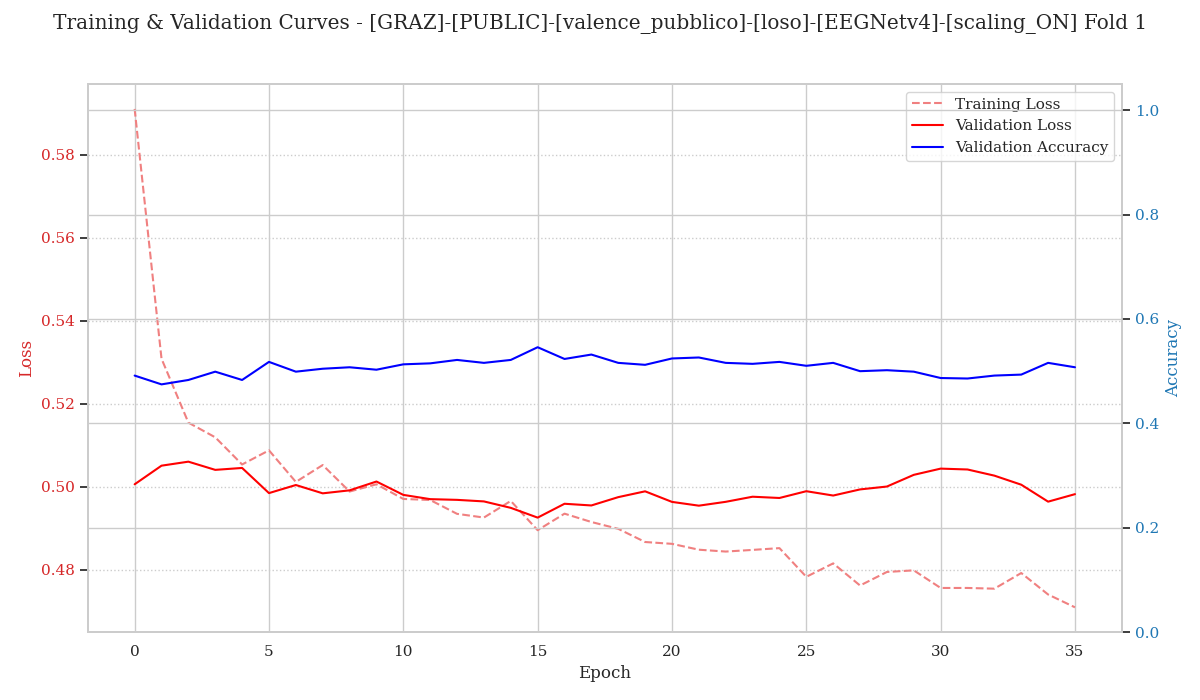 Training & Validation Curves - [GRAZ]-[PUBLIC]-[valence_pubblico]-[loso]-[EEGNetv4]-[scaling_ON] Fold 1
Training Loss
Validation Loss
Validation Accuracy
Loss
0.58
0.56
0.54
0.52
0.50
0.48
1.0
0.8
0.6
0.4
0.2
0.0
Accuracy
0 5 10 15 20 25 30 35
Epoch